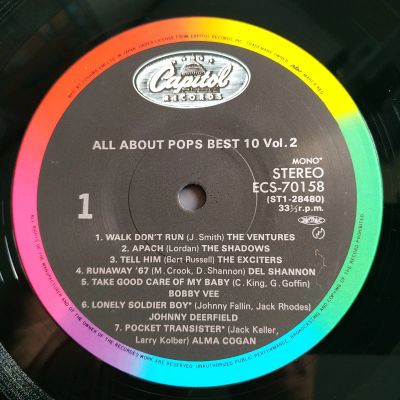 Capitol
RECORDS
ALL ABOUT POPS BEST 10 Vol. 2
MONO*
STEREO
ECS-70158
(ST1-28480)
33⅓r.p.m.
1
1. WALK DON'T RUN (J. Smith) THE VENTURES
2. APACH (Lordan) THE SHADOWS
3. TELL HIM (Bert Russell) THE EXCITERS
4. RUNAWAY '67 (M. Crook, D. Shannon) DEL SHANNON
5. TAKE GOOD CARE OF MY BABY (C. King, G. Goffin)
BOBBY VEE
6. LONELY SOLDIER BOY* (Johnny Fallin, Jack Rhodes)
JOHNNY DEERFIELD
7. POCKET TRANSISTER* (Jack Keller,
Larry Kolber) ALMA COGAN